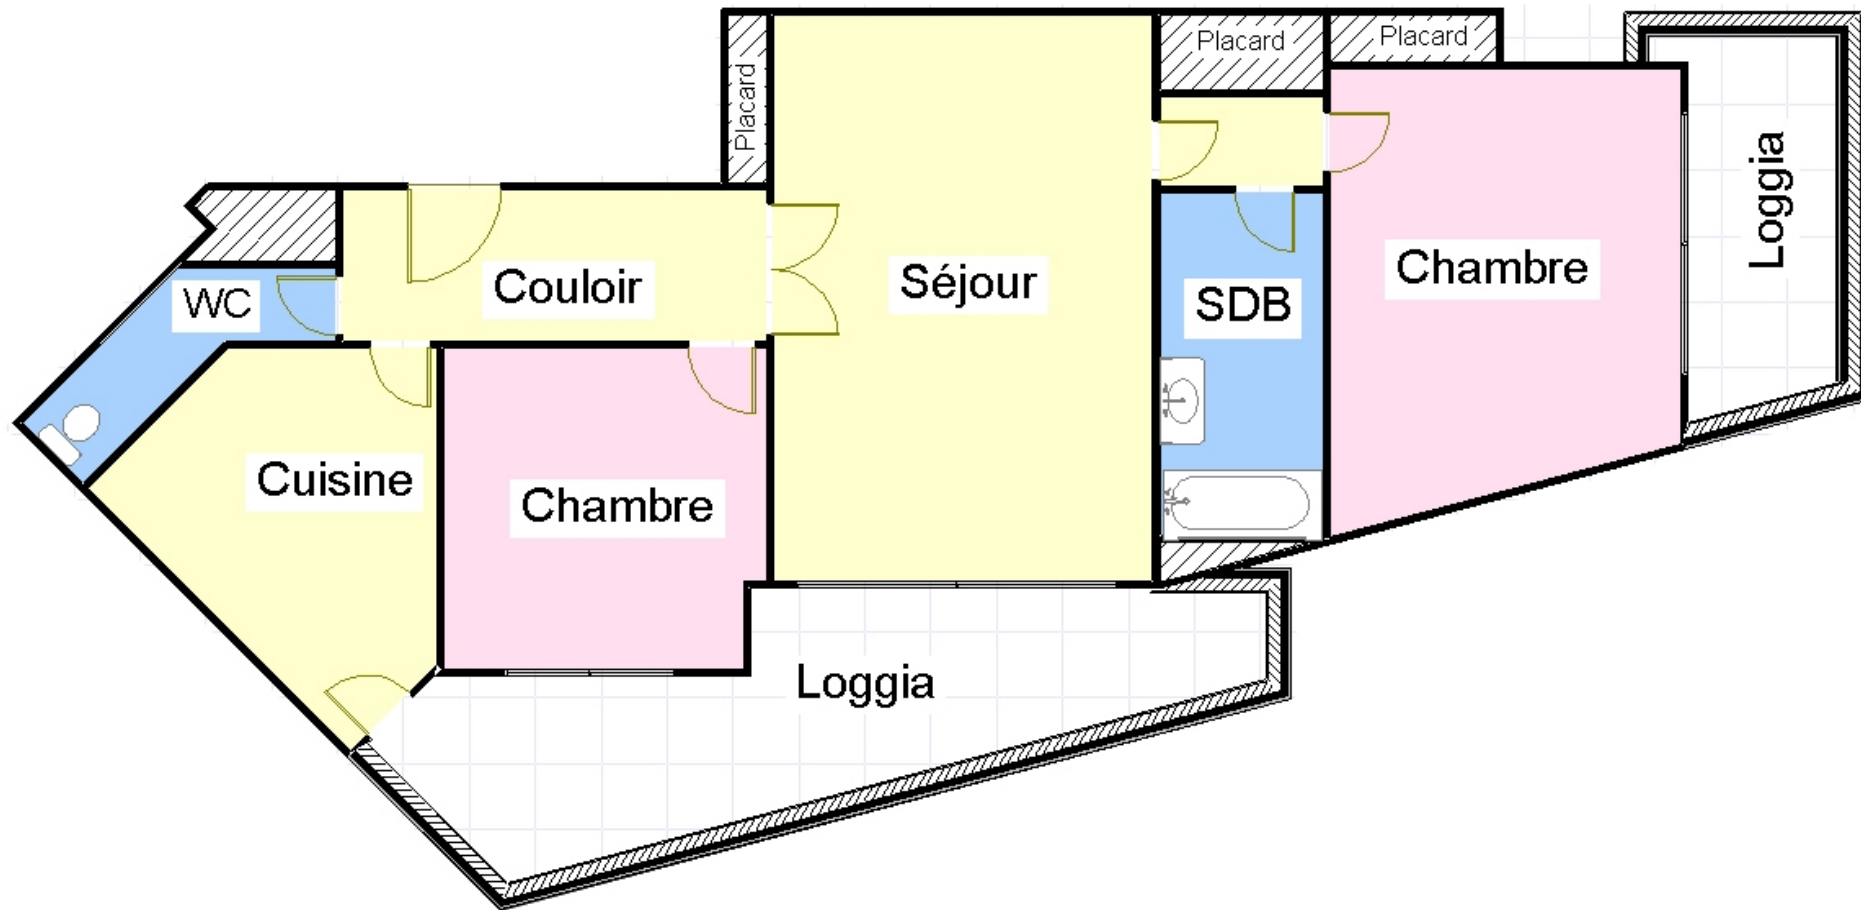 Placard
Placard
Placard
Loggia
Chambre
Séjour
Couloir
SDB
WC
Cuisine
Chambre
Loggia